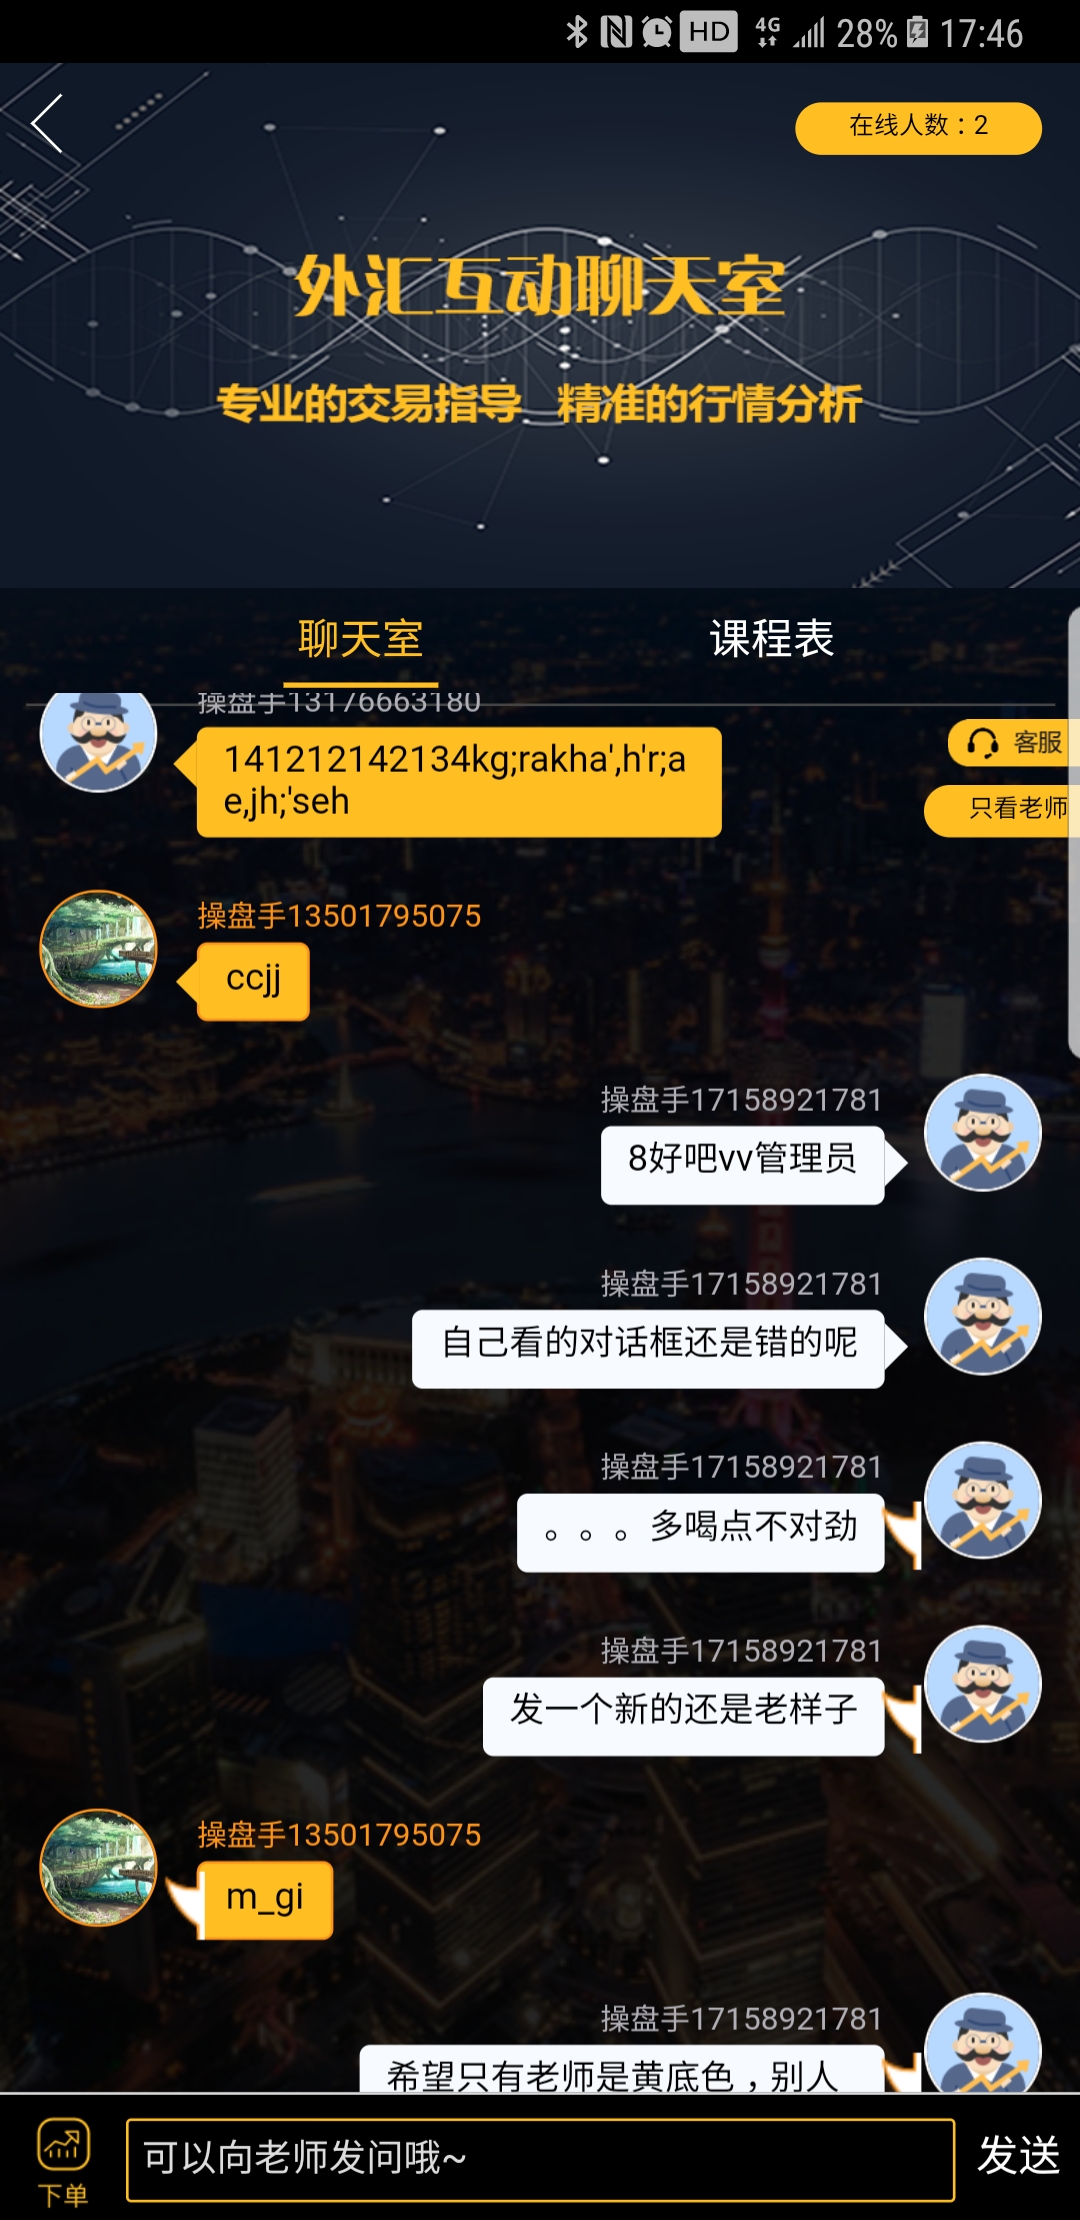 HD 4G 28% 17:46
在线人数：2
外汇互动聊天室
专业的交易指导 精准的行情分析
聊天室 课程表
操盘手13176663180
141212142134kg;rakha',h'r;a
e,jh;'seh
客服
只看老师
操盘手13501795075
ccjj
操盘手17158921781
8好吧vv管理员
操盘手17158921781
自己看的对话框还是错的呢
操盘手17158921781
。。。多喝点不对劲
操盘手17158921781
发一个新的还是老样子
操盘手13501795075
m_gi
操盘手17158921781
希望只有老师是黄底色，别人
下单
可以向老师发问哦~
发送